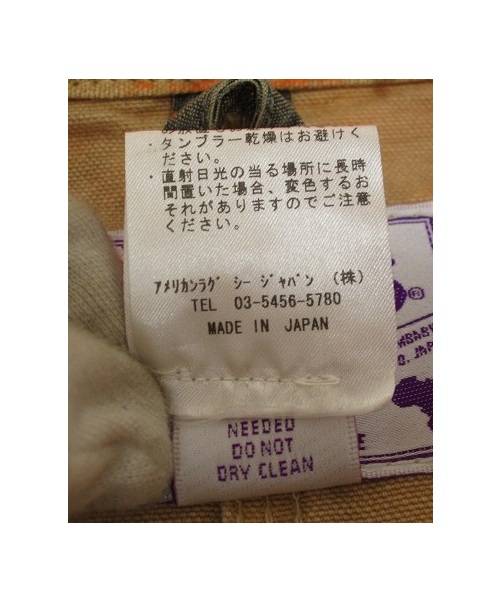 ・タンブラー乾燥はお避けく
ださい。
・直射日光の当る場所に長時
間置いた場合、変色するお
それがありますのでご注意
ください。
ｱﾒﾘｶﾝﾗｸﾞ ｼｰ ｼﾞｬﾊﾟﾝ (株)
TEL 03-5456-5780
MADE IN JAPAN
NEEDED
DO NOT
DRY CLEAN
®